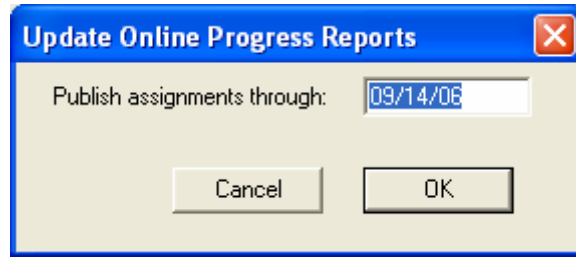 Update Online Progress Reports
Publish assignments through: 09/14/06
Cancel OK